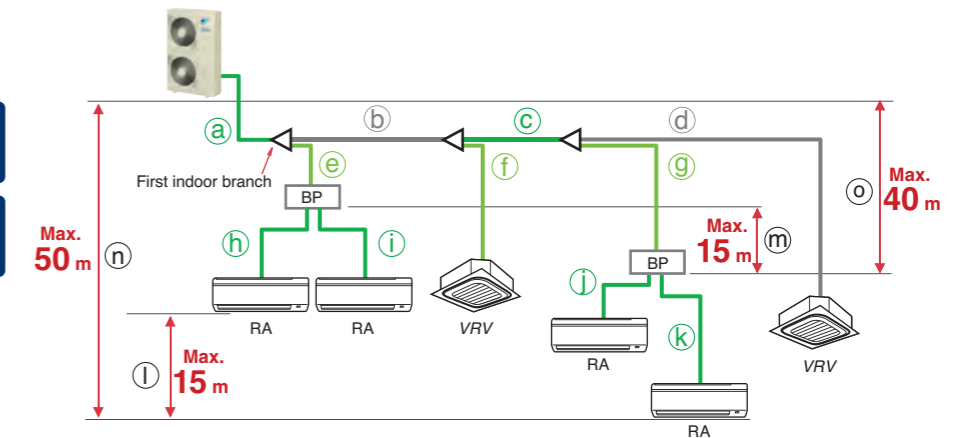 ⓐ
ⓑ
ⓒ
ⓓ
ⓔ
ⓕ
ⓖ
First indoor branch
BP
Max.
40 m
ⓞ
Max.
50 m
ⓝ
Max.
15 m
ⓜ
ⓗ
ⓘ
BP
ⓙ
RA
RA
VRV
ⓚ
Max.
15 m
ⓛ
RA
VRV
RA